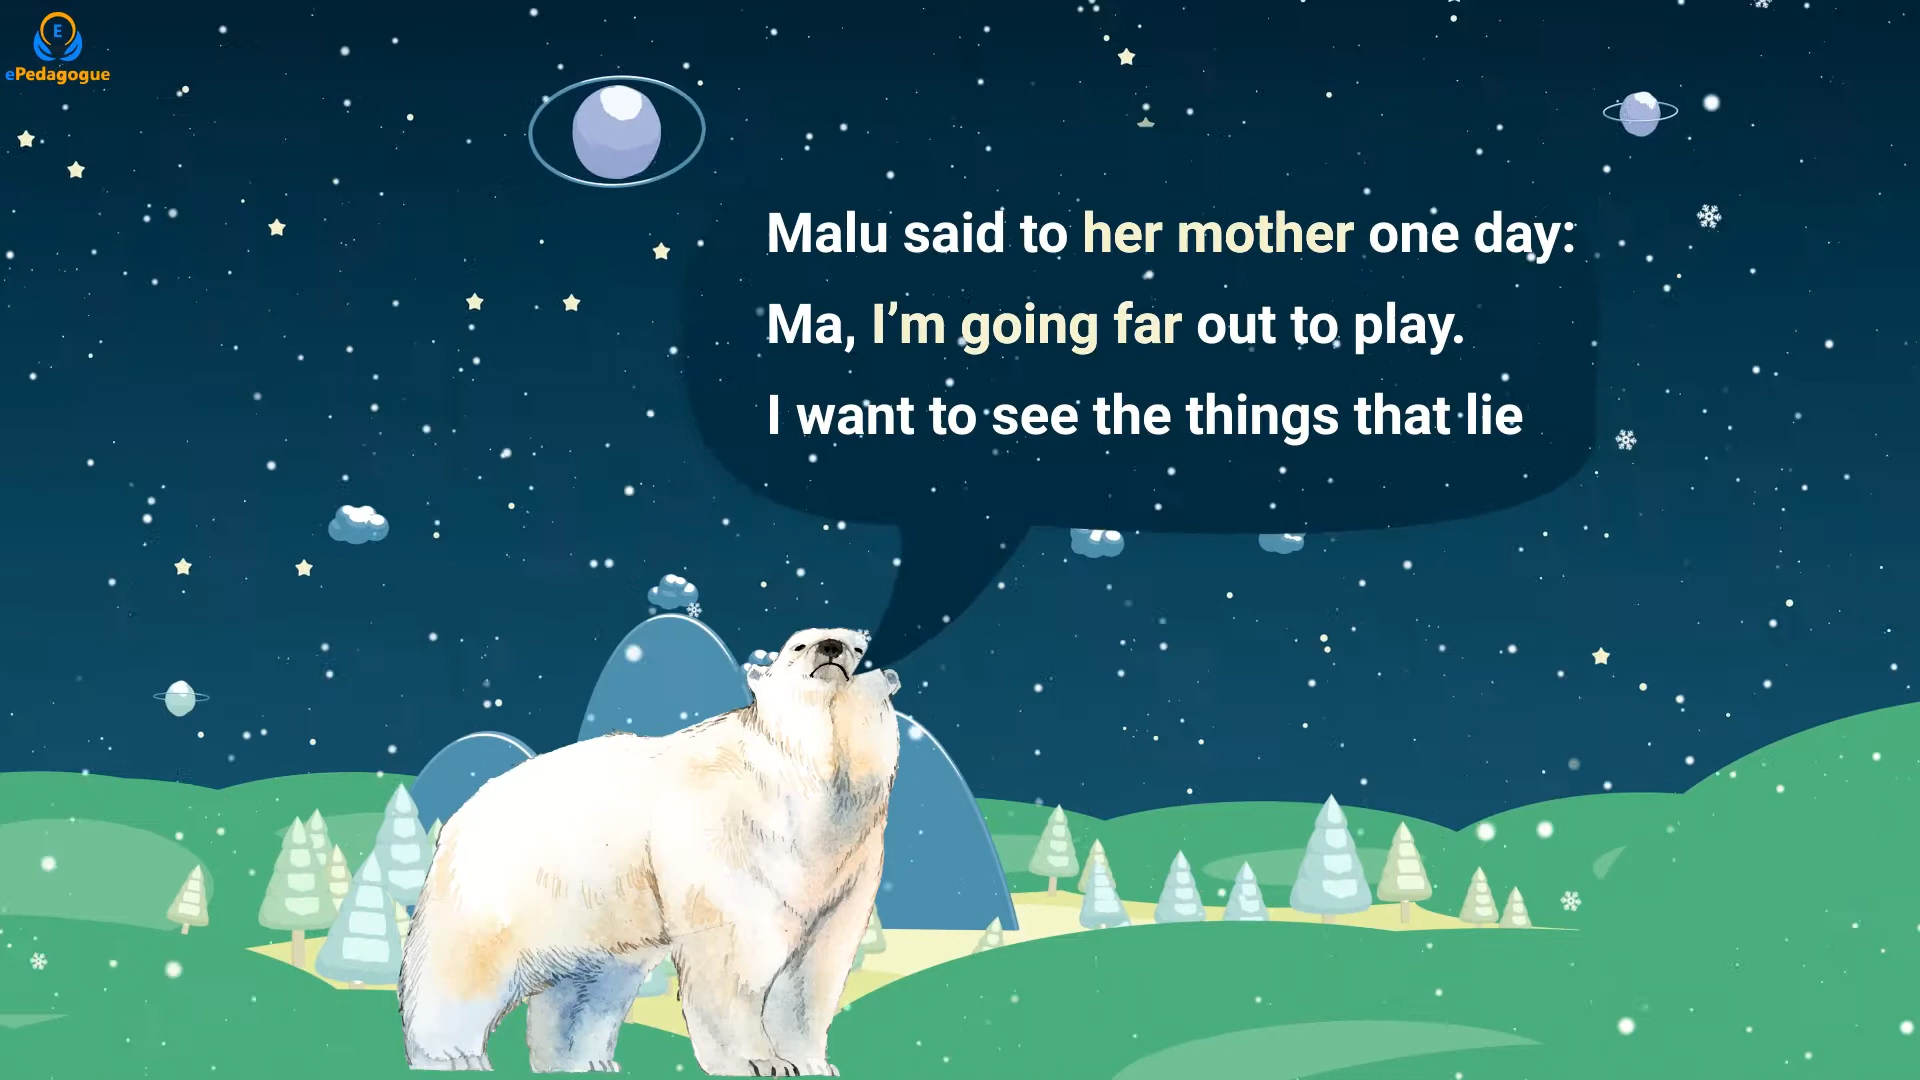 E
ePedagogue
Malu said to her mother one day:
Ma, I’m going far out to play.
I want to see the things that lie